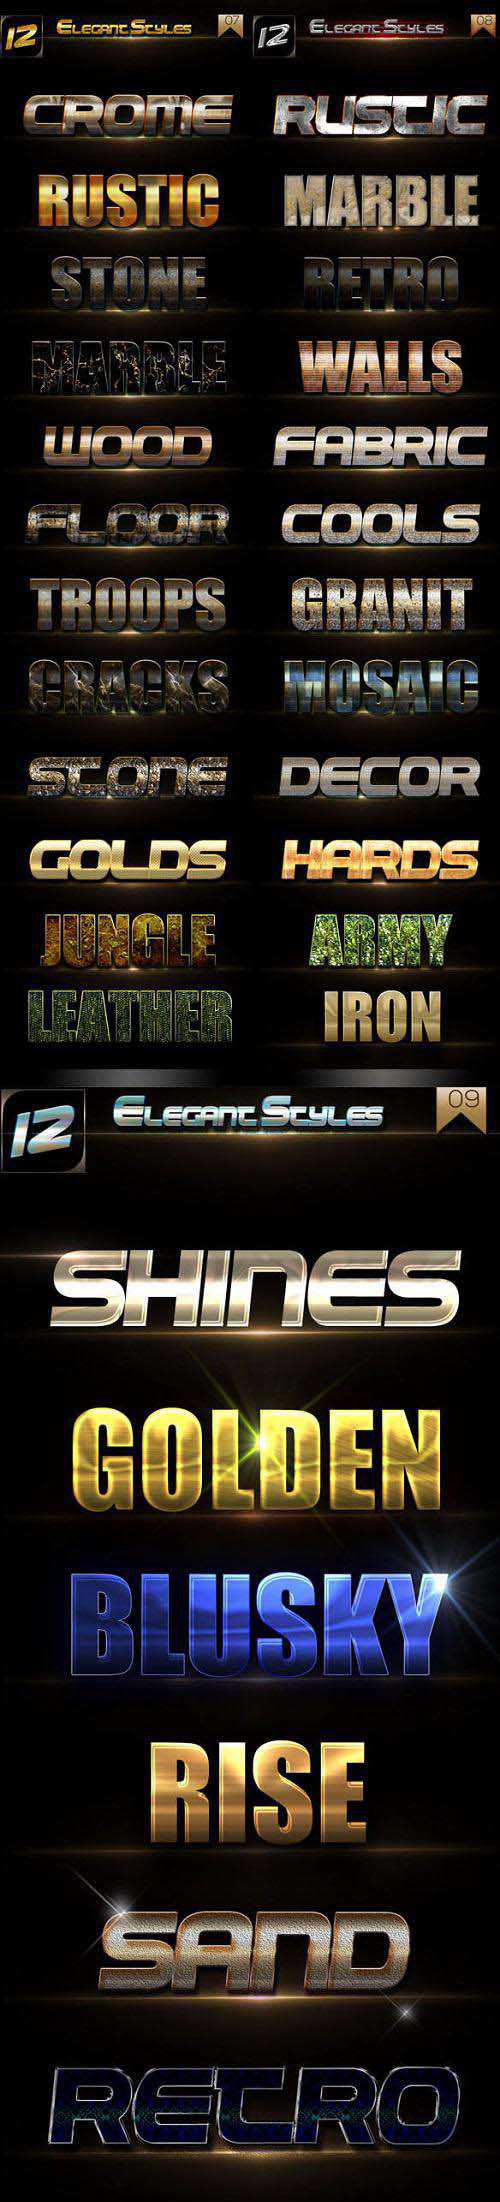 12 Elegant Styles 07
CROME
RUSTIC
STONE
MARBLE
WOOD
FLOOR
TROOPS
CRACKS
STONE
GOLDS
JUNGLE
LEATHER
12 Elegant Styles 08
RUSTIC
MARBLE
RETRO
WALLS
FABRIC
COOLS
GRANIT
MOSAIC
DECOR
HARDS
ARMY
IRON
12 Elegant Styles 09
SHINES
GOLDEN
BLUSKY
RISE
SAND
RETRO